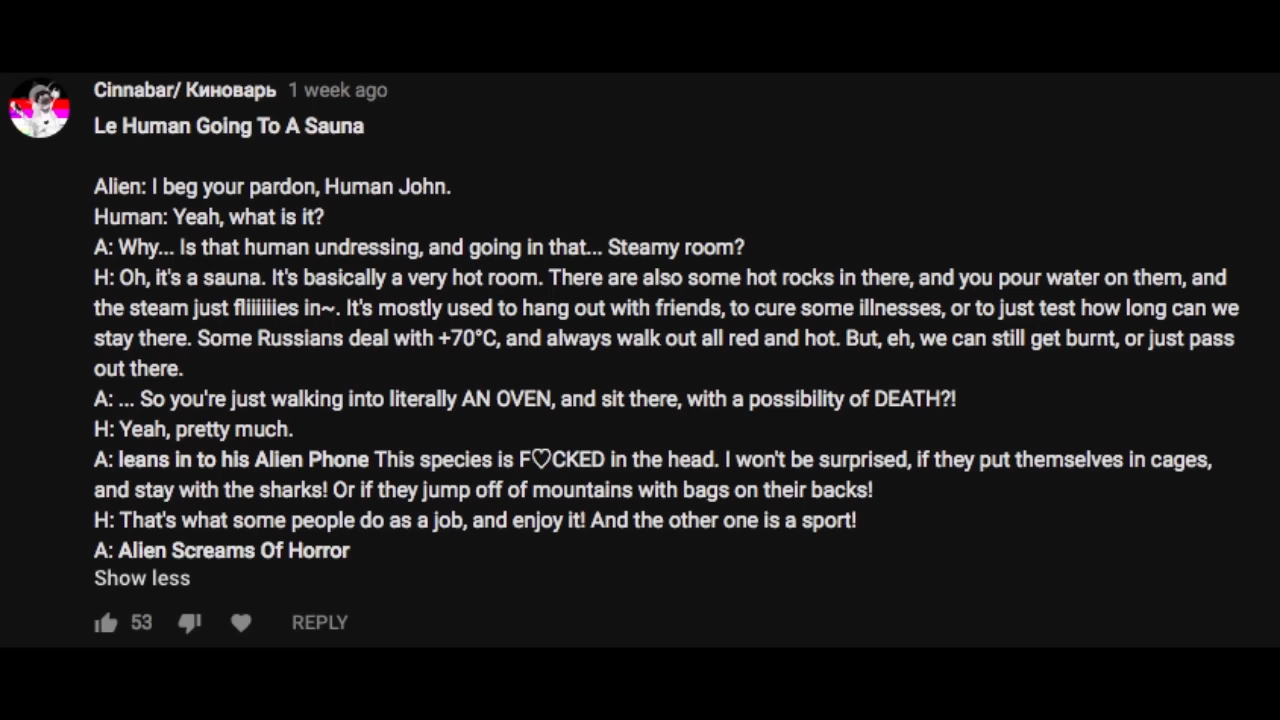 Cinnabar/ Киноварь 1 week ago
Le Human Going To A Sauna
Alien: I beg your pardon, Human John.
Human: Yeah, what is it?
A: Why... Is that human undressing, and going in that... Steamy room?
H: Oh, it's a sauna. It's basically a very hot room. There are also some hot rocks in there, and you pour water on them, and
the steam just fliiiiiies in~. It's mostly used to hang out with friends, to cure some illnesses, or to just test how long can we
stay there. Some Russians deal with +70°C, and always walk out all red and hot. But, eh, we can still get burnt, or just pass
out there.
A: ... So you're just walking into literally AN OVEN, and sit there, with a possibility of DEATH?!
H: Yeah, pretty much.
A: leans in to his Alien Phone This species is F♡CKED in the head. I won't be surprised, if they put themselves in cages,
and stay with the sharks! Or if they jump off of mountains with bags on their backs!
H: That's what some people do as a job, and enjoy it! And the other one is a sport!
A: Alien Screams Of Horror
Show less
53 REPLY